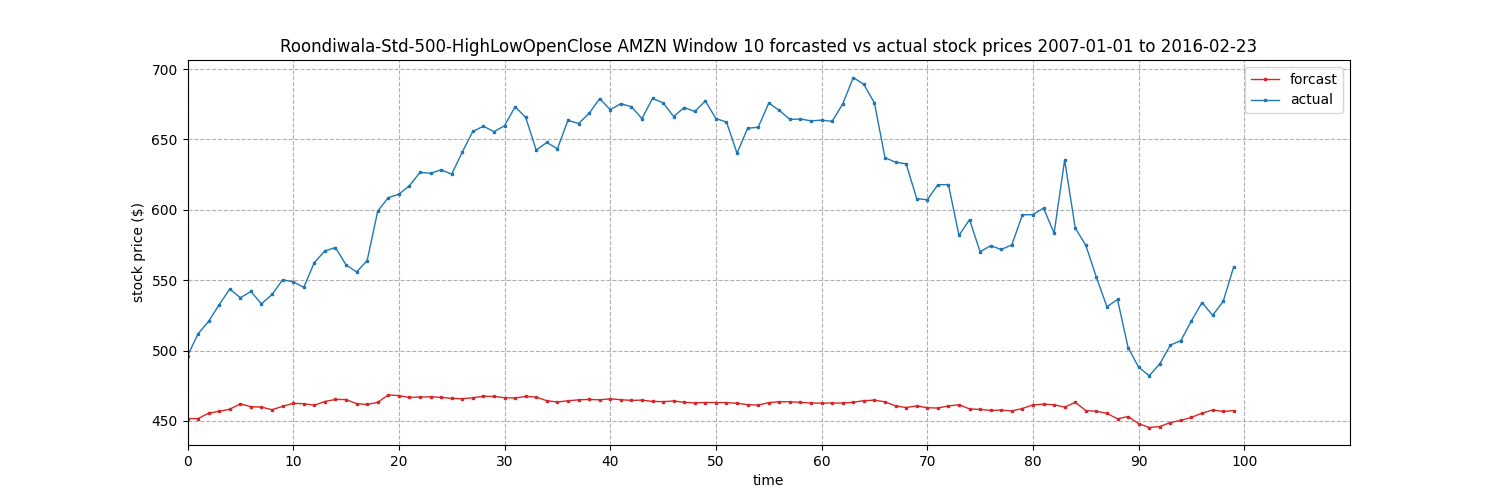 Roondiwala-Std-500-HighLowOpenClose AMZN Window 10 forcasted vs actual stock prices 2007-01-01 to 2016-02-23
forcast
actual
stock price ($)
700
650
600
550
500
450
0 10 20 30 40 50 60 70 80 90 100
time